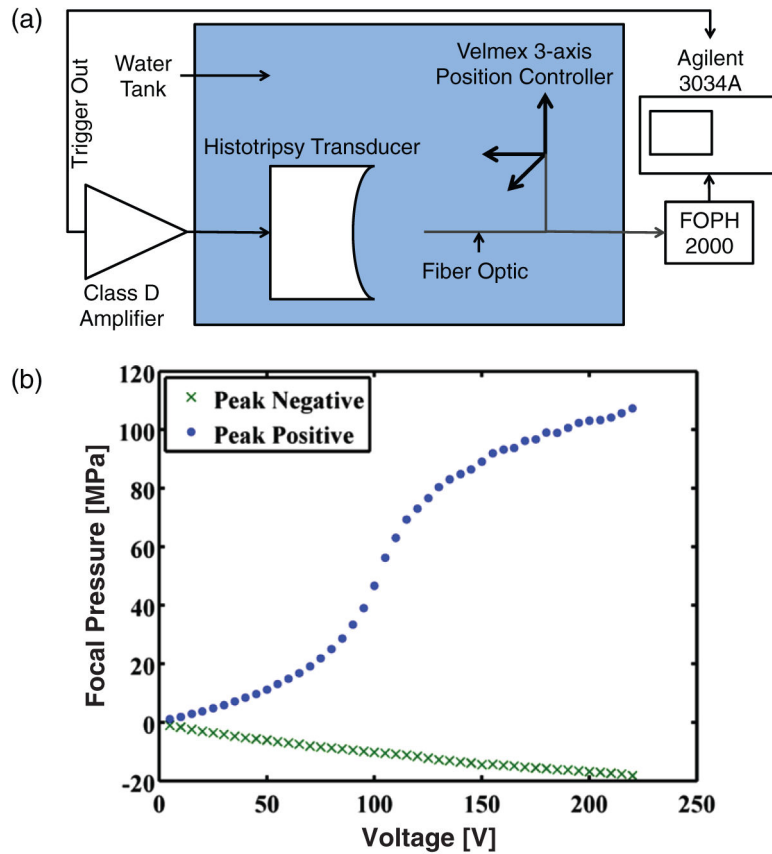 (a)
Trigger Out
Water
Tank
Velmex 3-axis
Position Controller
Agilent
3034A
Histotripsy Transducer
Class D
Amplifier
Fiber Optic
FOPH
2000
(b)
Focal Pressure [MPa]
120
100
80
60
40
20
0
-20
Peak Negative
Peak Positive
0
50
100
150
200
250
Voltage [V]